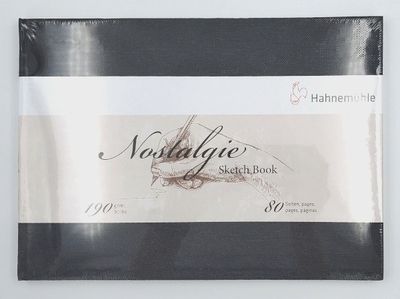 Hahnemühle
Nostalgie
Sketch Book
190
80 Seiten, pages,
pages, páginas